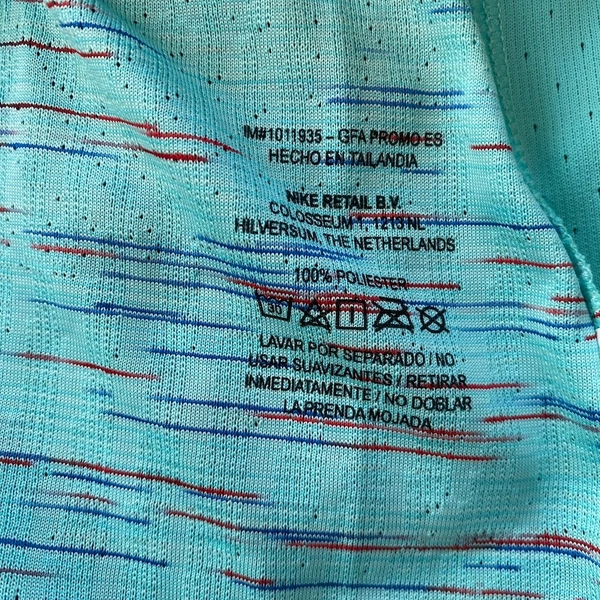 IM#1011935 - GFA PROMO ES
HECHO EN TAILANDIA
NIKE RETAIL B.V.
COLOSSEUM 1, 1213 NL
HILVERSUM, THE NETHERLANDS
100% POLIESTER
30
LAVAR POR SEPARADO / NO
USAR SUAVIZANTES / RETIRAR
INMEDIATAMENTE / NO DOBLAR
LA PRENDA MOJADA